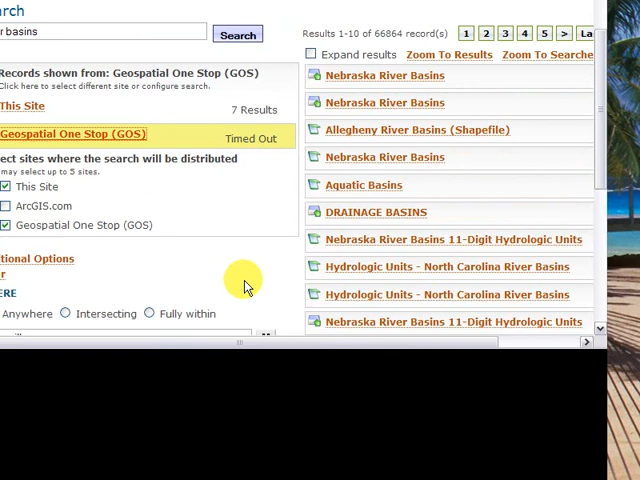 arch
r basins
Search
Records shown from: Geospatial One Stop (GOS)
Click here to select different site or configure search.
This Site
7 Results
Geospatial One Stop (GOS)
Timed Out
ect sites where the search will be distributed
may select up to 5 sites.
This Site
ArcGIS.com
Geospatial One Stop (GOS)
itional Options
r
ERE
Anywhere Intersecting Fully within
Results 1-10 of 66864 record(s) 1 2 3 4 5 > La
Expand results Zoom To Results Zoom To Searche
Nebraska River Basins
Nebraska River Basins
Allegheny River Basins (Shapefile)
Nebraska River Basins
Aquatic Basins
DRAINAGE BASINS
Nebraska River Basins 11-Digit Hydrologic Units
Hydrologic Units - North Carolina River Basins
Hydrologic Units - North Carolina River Basins
Nebraska River Basins 11-Digit Hydrologic Units